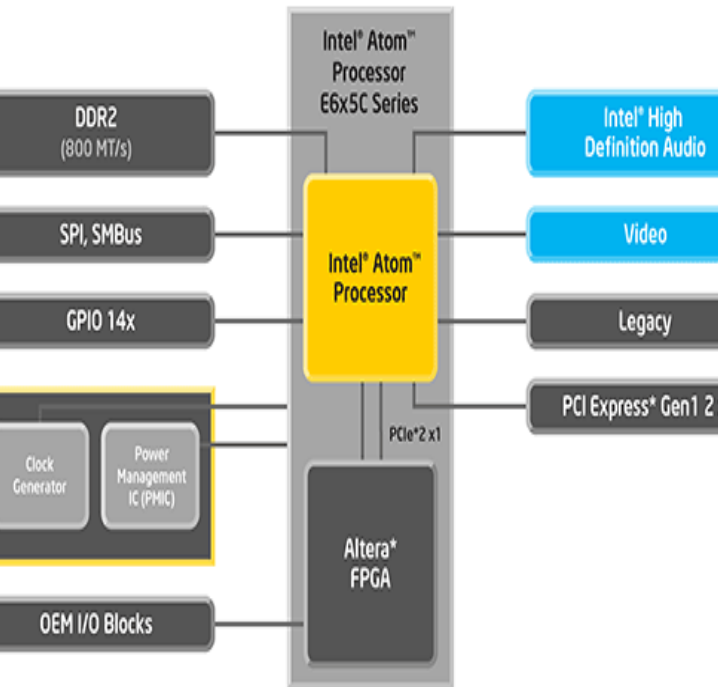 Intel® Atom™
Processor
E6x5C Series
DDR2
(800 MT/s)
SPI, SMBus
GPIO 14x
Clock
Generator
Power
Management
IC (PMIC)
OEM I/O Blocks
Intel® Atom™
Processor
PCIe*2 x1
Altera*
FPGA
Intel® High
Definition Audio
Video
Legacy
PCI Express* Gen1 2